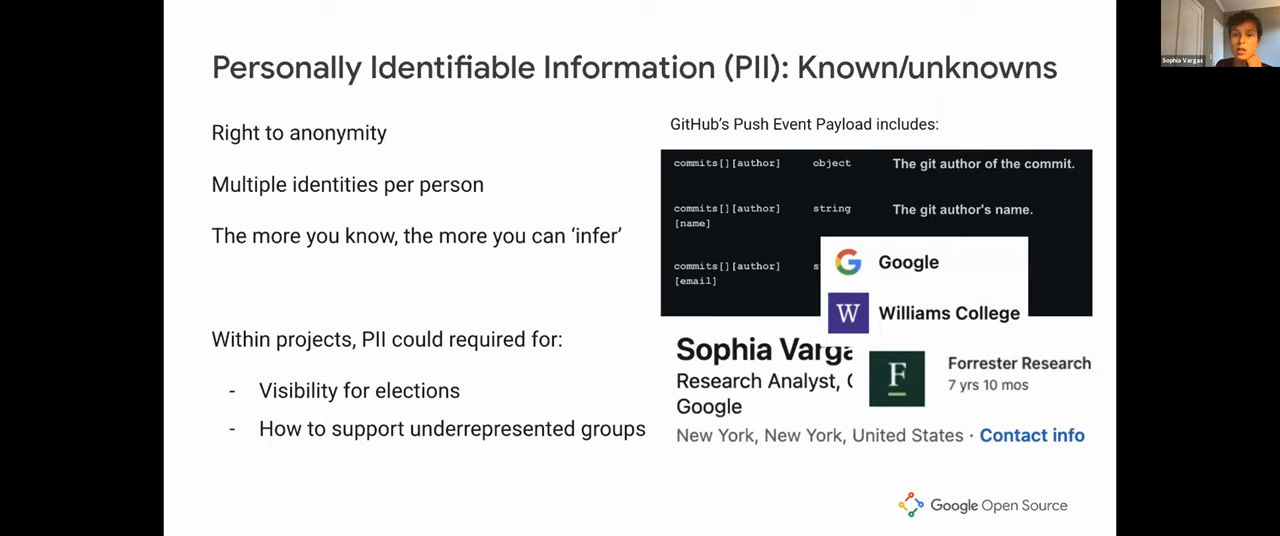 Personally Identifiable Information (PII): Known/unknowns
Right to anonymity
Multiple identities per person
The more you know, the more you can ‘infer’
Within projects, PII could required for:
- Visibility for elections
- How to support underrepresented groups
GitHub's Push Event Payload includes:
commits[][author] object The git author of the commit.
commits[][author] string The git author's name.
[name]
commits[][author]
[email]
Google
Williams College
Sophia Varga
Research Analyst,
Google
Forrester Research
7 yrs 10 mos
New York, New York, United States · Contact info
Google Open Source
Sophia Vargas